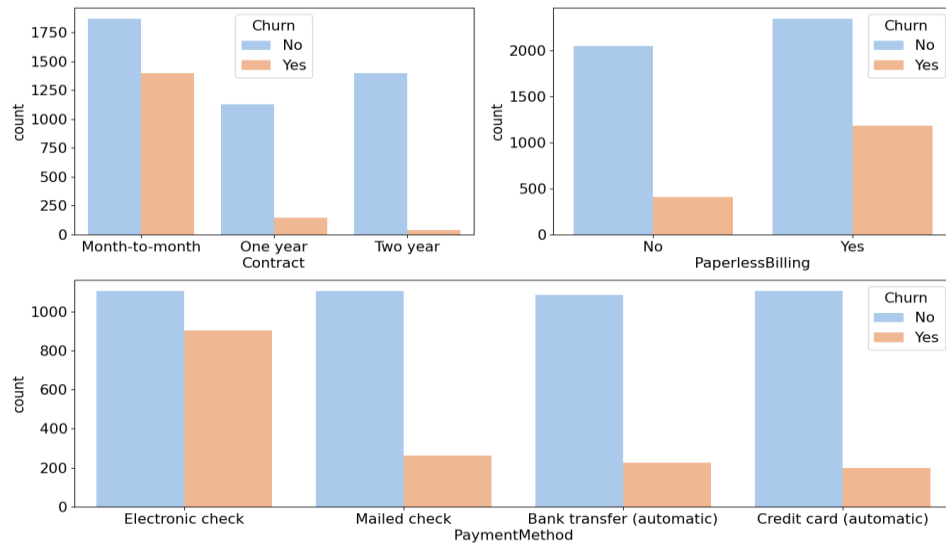 count
1750
1500
1250
1000
750
500
250
0
Churn
No
Yes
Month-to-month One year Two year
Contract
count
2000
1500
1000
500
0
Churn
No
Yes
No Yes
PaperlessBilling
count
1000
800
600
400
200
0
Churn
No
Yes
Electronic check Mailed check Bank transfer (automatic) Credit card (automatic)
PaymentMethod